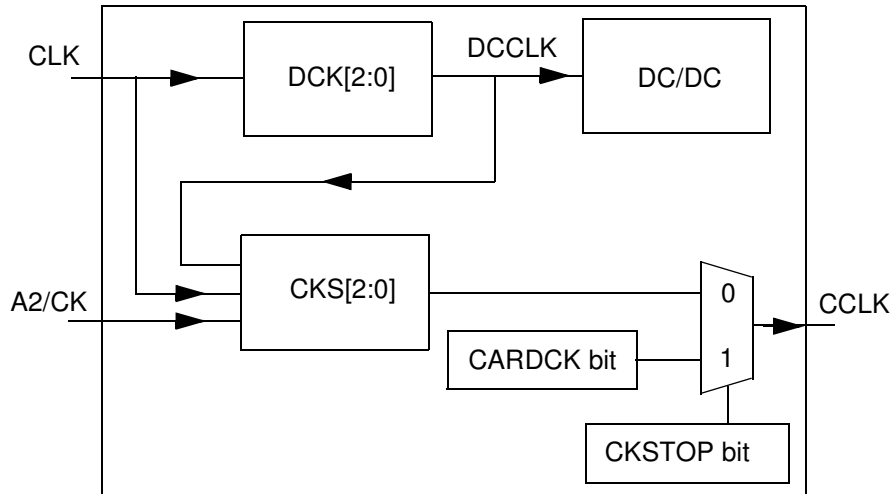 CLK
DCK[2:0]
DCCLK
DC/DC
A2/CK
CKS[2:0]
0
CCLK
CARDCK bit
1
CKSTOP bit